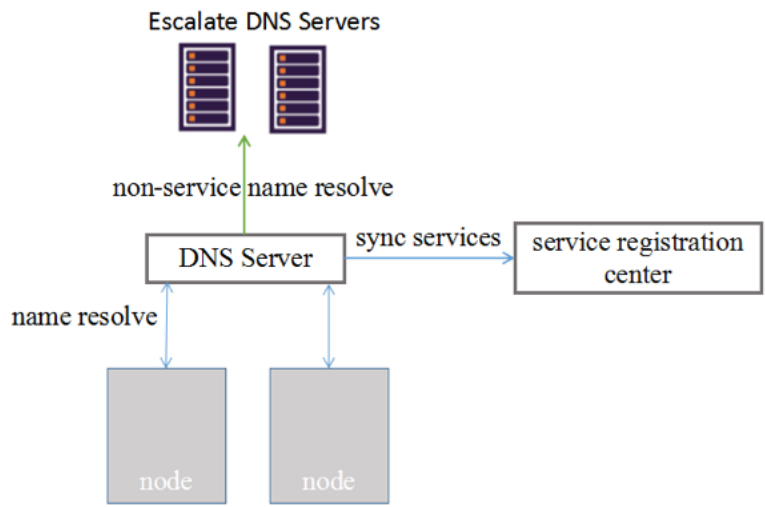 Escalate DNS Servers
non-service name resolve
DNS Server
sync services
service registration
center
name resolve
node
node